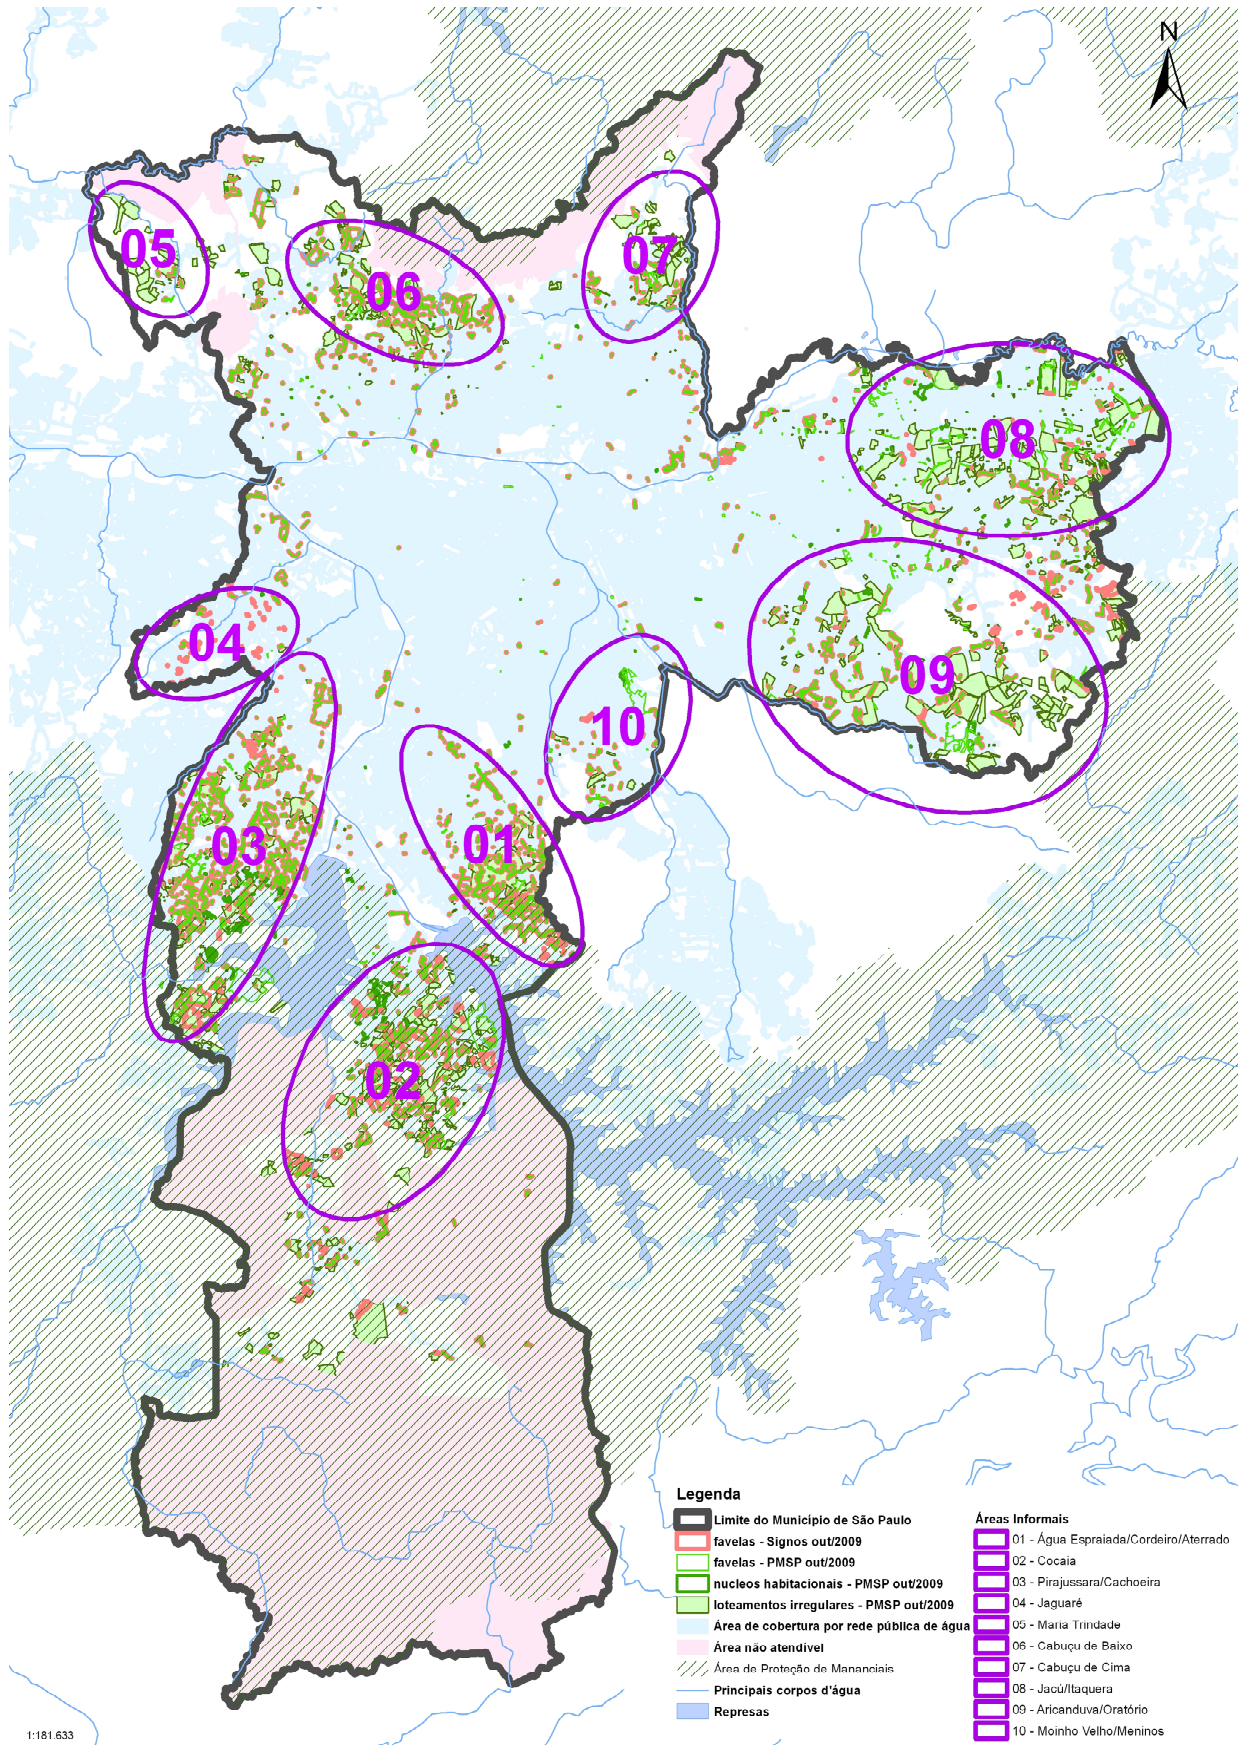 N
05
06
07
08
04
09
10
03
01
02
Legenda
Limite do Município de São Paulo
favelas - Signos out/2009
favelas - PMSP out/2009
nucleos habitacionais - PMSP out/2009
loteamentos irregulares - PMSP out/2009
Área de cobertura por rede pública de água
Área não atendível
Área de Proteção de Mananciais
Principais corpos d'água
Represas
Áreas Informais
01 - Água Espraiada/Cordeiro/Aterrado
02 - Cocaia
03 - Pirajussara/Cachoeira
04 - Jaguaré
05 - Maria Trindade
06 - Cabuçu de Baixo
07 - Cabuçu de Cima
08 - Jacú/Itaquera
09 - Aricanduva/Oratório
10 - Moinho Velho/Meninos
1:181.633